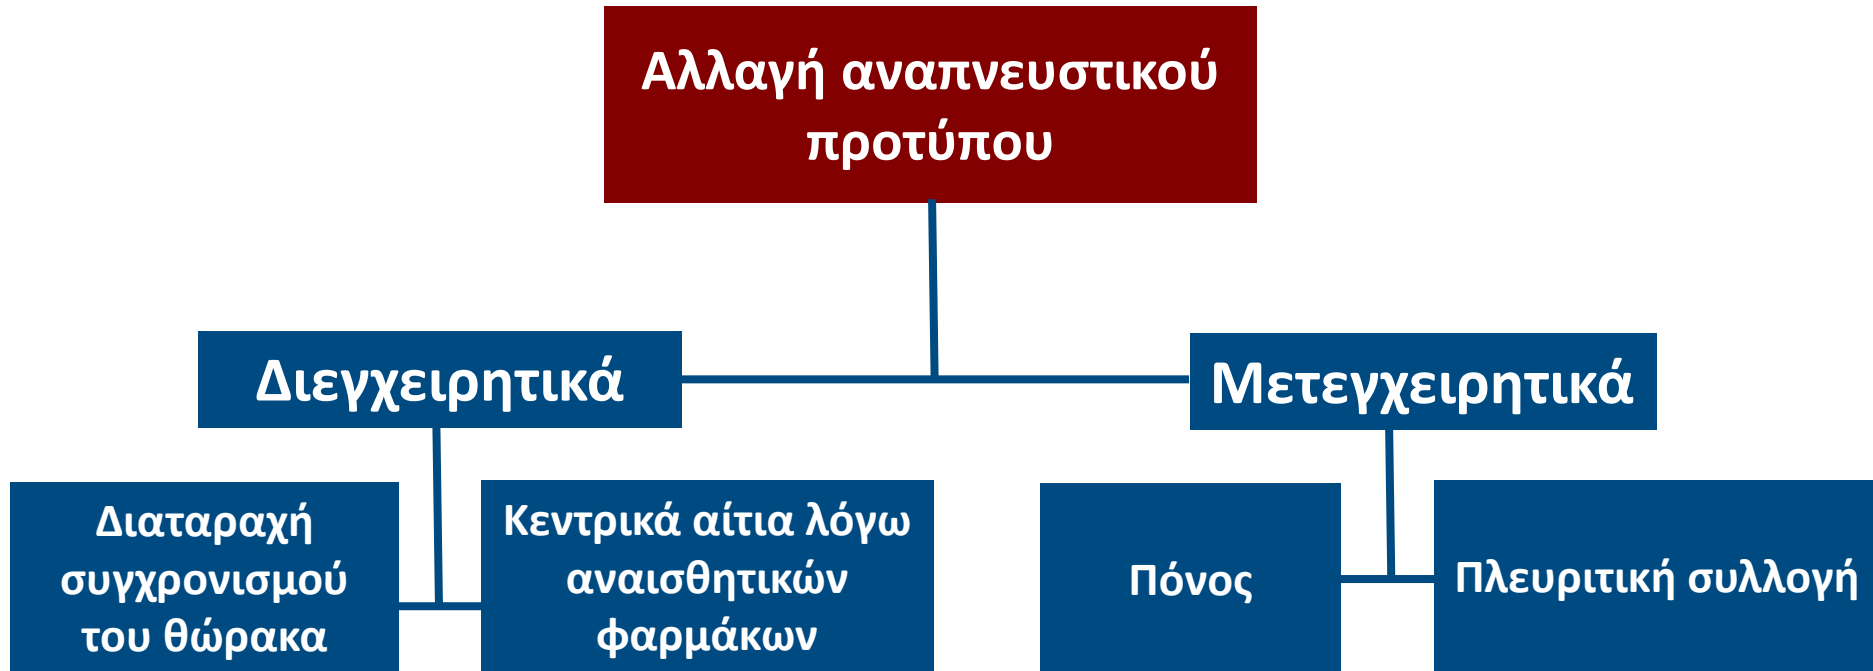 Αλλαγή αναπνευστικού
προτύπου
Διεγχειρητικά
Μετεγχειρητικά
Διαταραχή
συγχρονισμού
του θώρακα
Κεντρικά αίτια λόγω
αναισθητικών
φαρμάκων
Πόνος
Πλευριτική συλλογή